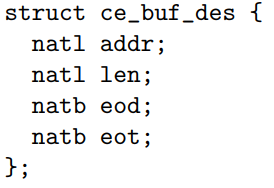 struct ce_buf_des {
  natl addr;
  natl len;
  natb eod;
  natb eot;
};